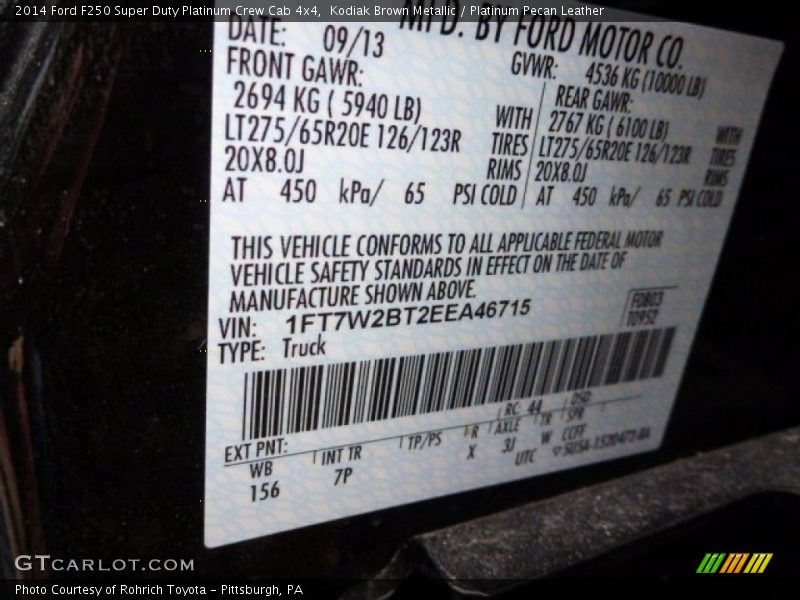 2014 Ford F250 Super Duty Platinum Crew Cab 4x4,  Kodiak Brown Metallic / Platinum Pecan Leather
MFD. BY FORD MOTOR CO.
DATE: 09/13 GVWR: 4536 KG (10000 LB)
FRONT GAWR: REAR GAWR:
2694 KG ( 5940 LB) WITH 2767 KG ( 6100 LB) WITH
LT275/65R20E 126/123R TIRES LT275/65R20E 126/123R TIRES
20X8.0J RIMS 20X8.0J RIMS
AT 450 kPa/ 65 PSI COLD AT 450 kPa/ 65 PSI COLD
THIS VEHICLE CONFORMS TO ALL APPLICABLE FEDERAL MOTOR
VEHICLE SAFETY STANDARDS IN EFFECT ON THE DATE OF
MANUFACTURE SHOWN ABOVE.
VIN: 1FT7W2BT2EEA46715
F0803
T0952
TYPE: Truck
EXT PNT: RC: 44 DSO:
WB INT TR TP/PS R AXLE TR SPR
156 7P X 3J W CCFF
UTC
GTCARLOT.COM
Photo Courtesy of Rohrich Toyota - Pittsburgh, PA